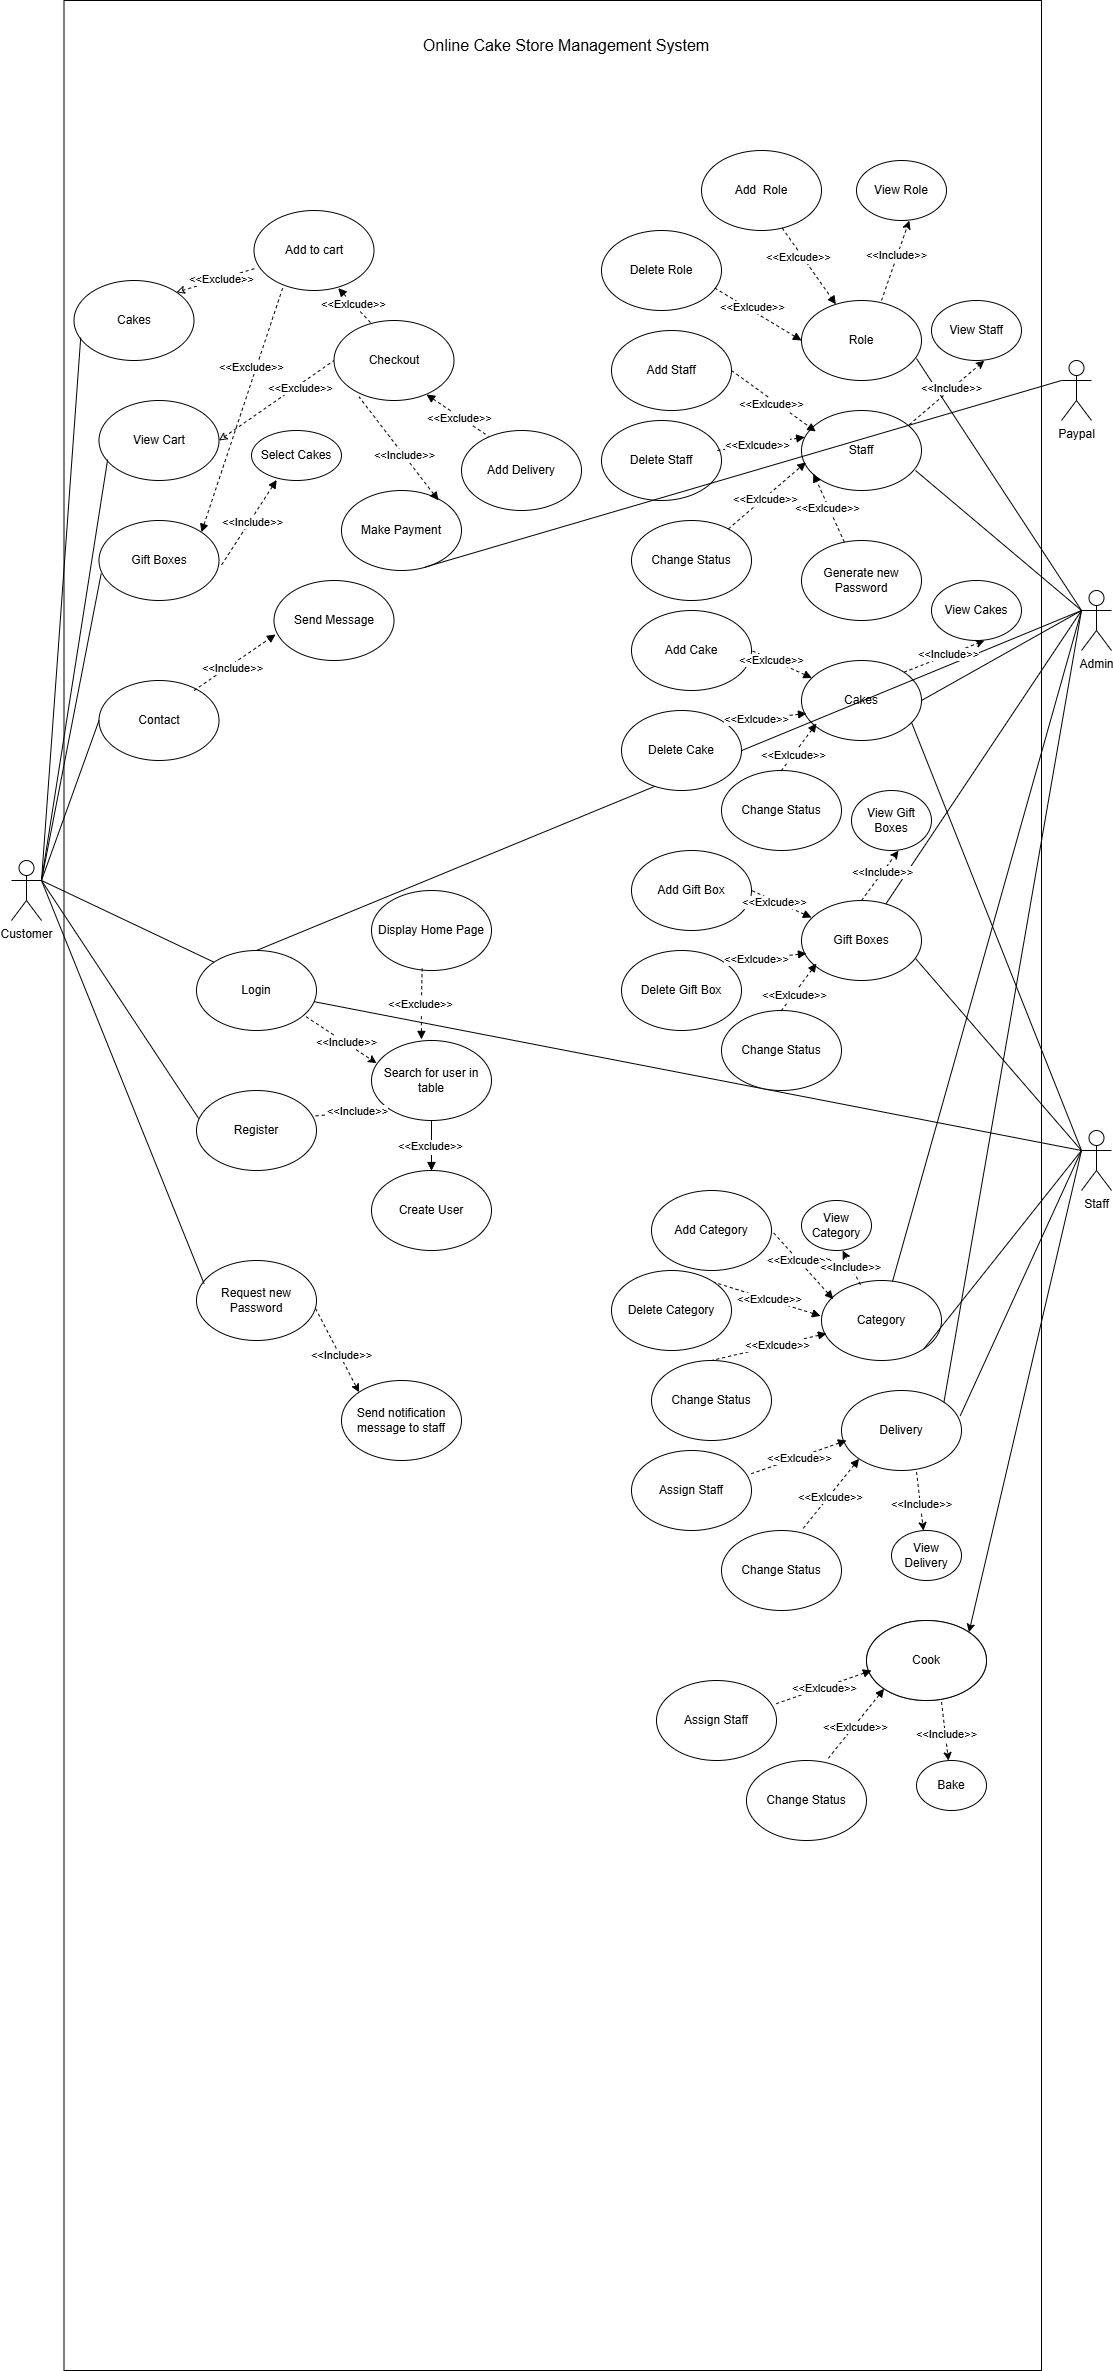 Online Cake Store Management System
Add  Role
View Role
Add to cart
<<Exlcude>>
<<Include>>
Delete Role
<<Exclude>>
<<Exlcude>>
<<Exlcude>>
Cakes
Checkout
Role
View Staff
<<Exclude>>
<<Exclude>>
Add Staff
<<Include>>
Paypal
<<Exclude>>
<<Exlcude>>
View Cart
Select Cakes
<<Include>>
Add Delivery
Delete Staff
<<Exlcude>>
Staff
<<Include>>
Make Payment
<<Exlcude>>
<<Exlcude>>
Gift Boxes
Change Status
Generate new
Password
Send Message
View Cakes
<<Include>>
Add Cake
<<Exlcude>>
<<Include>>
Admin
Contact
Cakes
<<Exlcude>>
Delete Cake
<<Exlcude>>
Change Status
View Gift
Boxes
<<Include>>
Add Gift Box
<<Exlcude>>
Customer
Display Home Page
Gift Boxes
<<Exlcude>>
Login
Delete Gift Box
<<Exlcude>>
<<Exclude>>
<<Include>>
Change Status
Search for user in
table
<<Include>>
Register
<<Exclude>>
Create User
Staff
Add Category
View
Category
<<Exlcude>>
<<Include>>
Request new
Password
Delete Category
<<Exlcude>>
Category
<<Exlcude>>
<<Include>>
Change Status
Send notification
message to staff
Delivery
<<Exlcude>>
Assign Staff
<<Exlcude>>
<<Include>>
Change Status
View
Delivery
Cook
<<Exlcude>>
Assign Staff
<<Exlcude>>
<<Include>>
Change Status
Bake